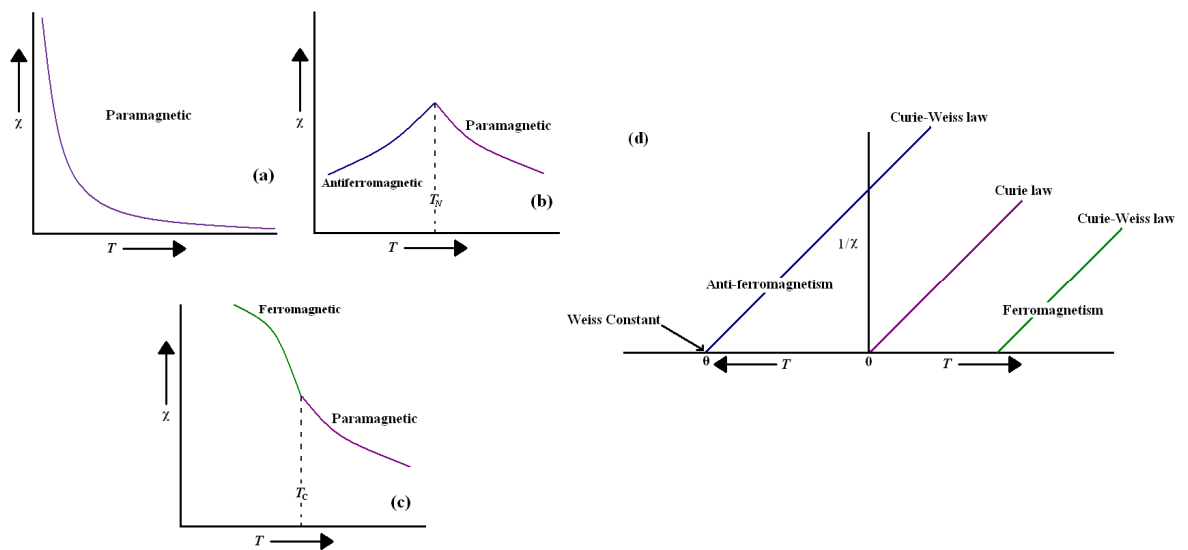 χ
Paramagnetic
(a)
T
χ
Paramagnetic
Antiferromagnetic
T_N
(b)
T
Ferromagnetic
χ
Paramagnetic
T_C
(c)
T
(d)
Curie-Weiss law
Curie law
Curie-Weiss law
1/χ
Anti-ferromagnetism
Ferromagnetism
Weiss Constant
θ
T
0
T